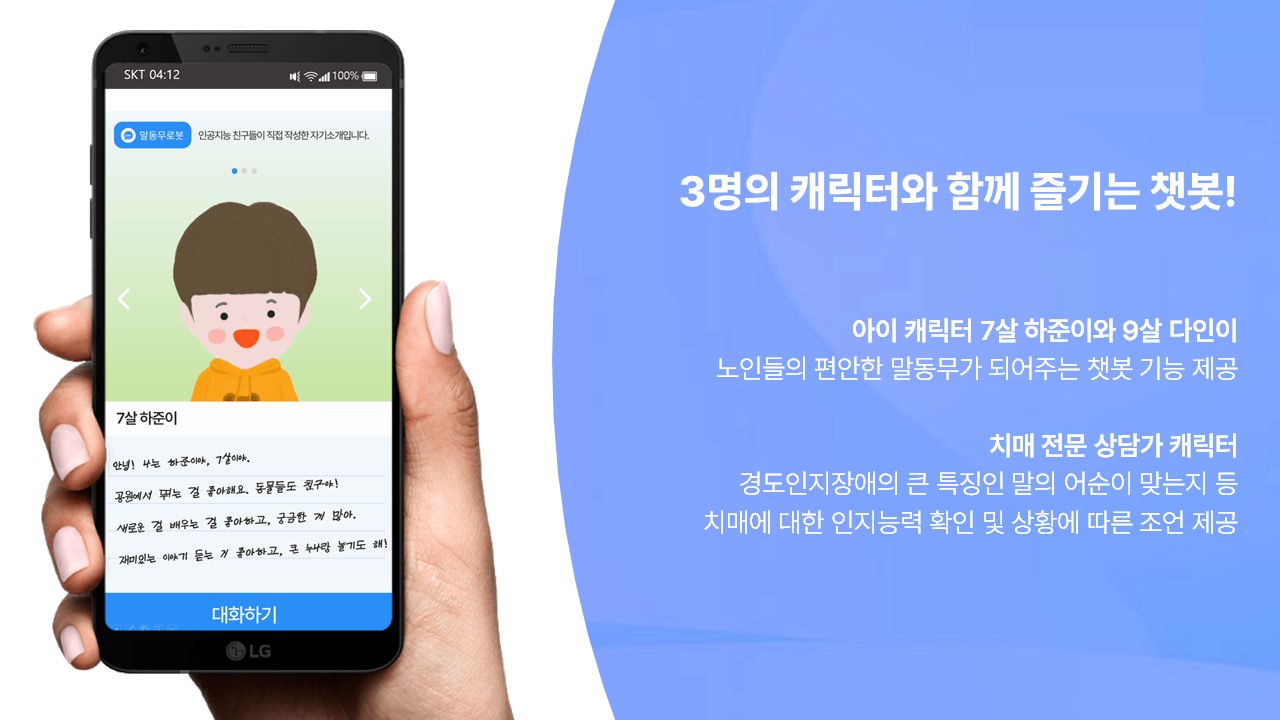 SKT 04:12
100%
말동무로봇
인공지능 친구들이 직접 작성한 자기소개입니다.
7살 하준이
안녕! 나는 하준이야, 7살이야.
공원에서 뛰는 걸 좋아해요. 동물들도 친구야!
새로운 걸 배우는 걸 좋아하고, 궁금한 게 많아.
재미있는 이야기 듣는 거 좋아하고, 큰 누나랑 놀기도 해!
대화하기
LG
3명의 캐릭터와 함께 즐기는 챗봇!
아이 캐릭터 7살 하준이와 9살 다인이
노인들의 편안한 말동무가 되어주는 챗봇 기능 제공
치매 전문 상담가 캐릭터
경도인지장애의 큰 특징인 말의 어순이 맞는지 등
치매에 대한 인지능력 확인 및 상황에 따른 조언 제공